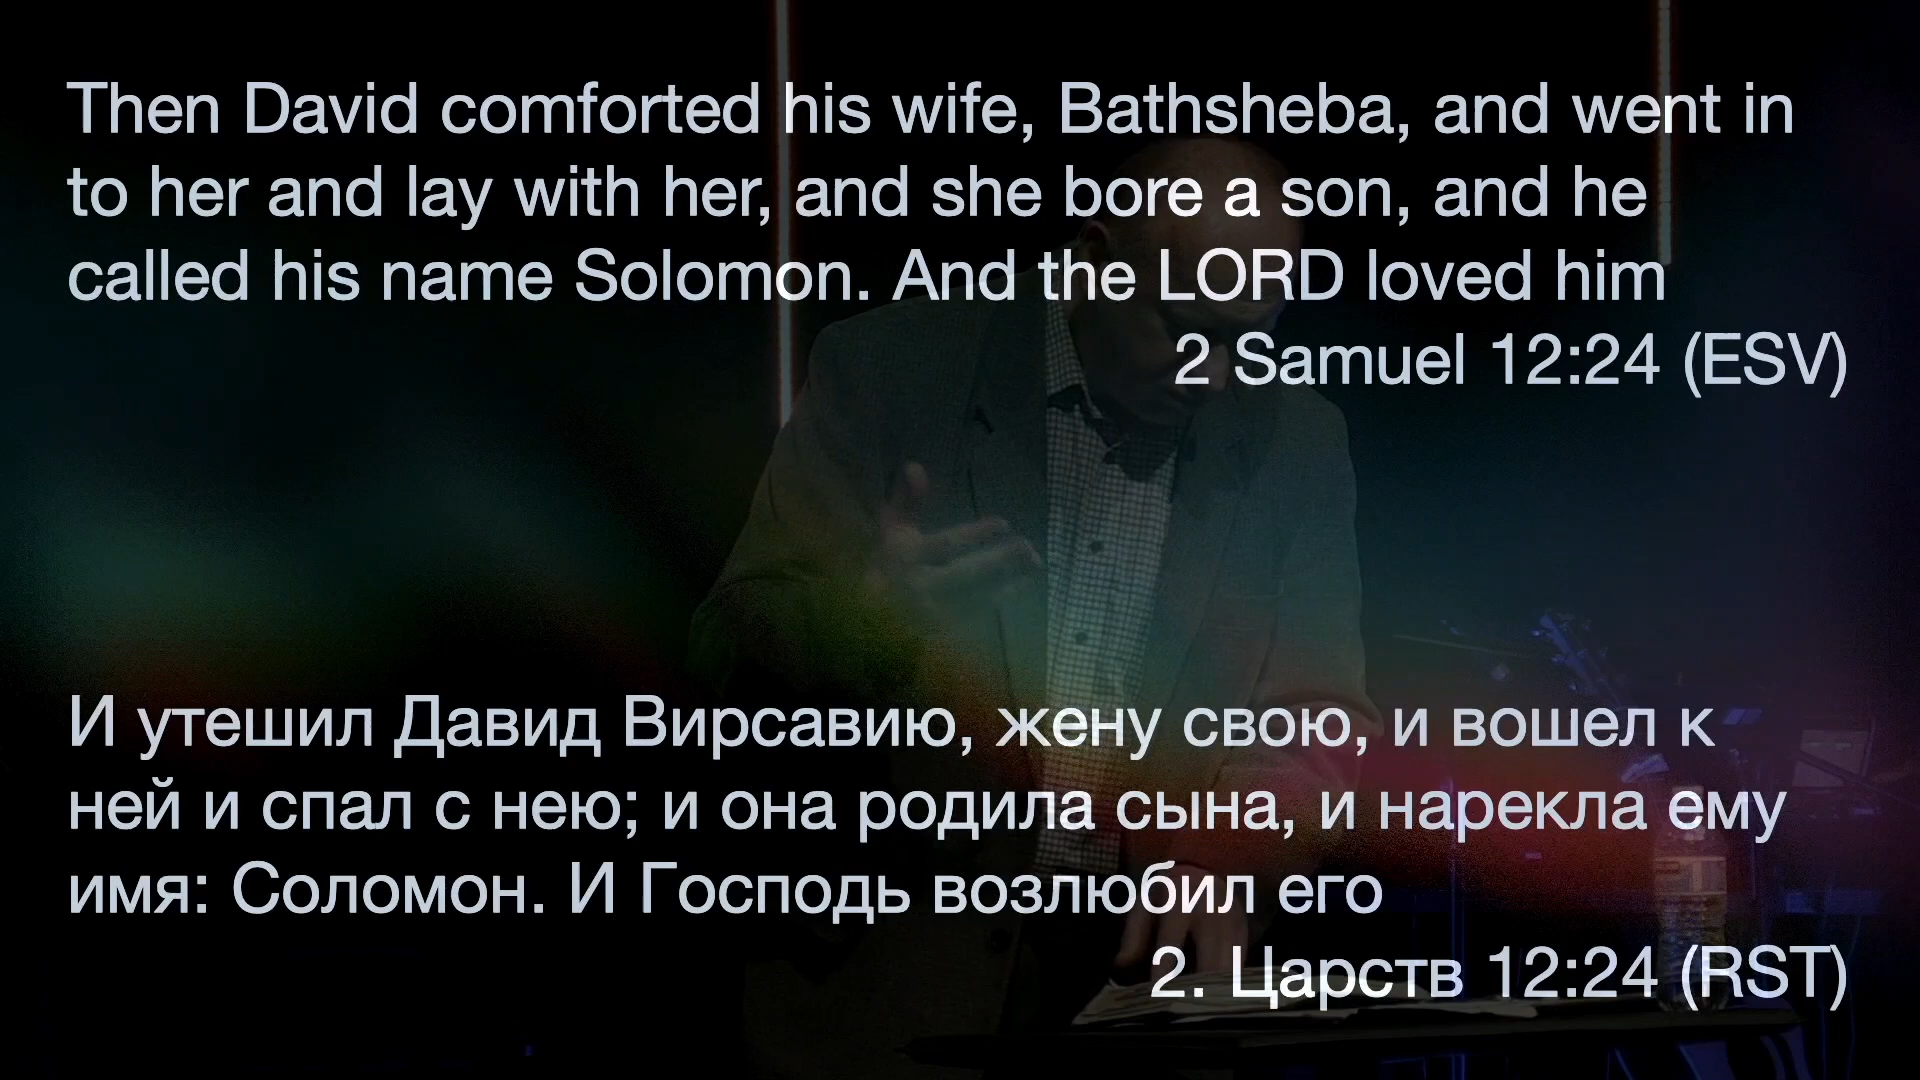 Then David comforted his wife, Bathsheba, and went in
to her and lay with her, and she bore a son, and he
called his name Solomon. And the LORD loved him
2 Samuel 12:24 (ESV)
И утешил Давид Вирсавию, жену свою, и вошел к
ней и спал с нею; и она родила сына, и нарекла ему
имя: Соломон. И Господь возлюбил его
2. Царств 12:24 (RST)